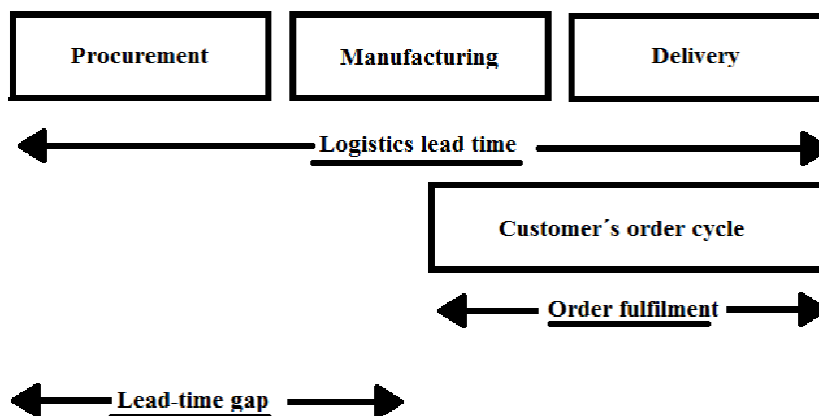 Procurement
Manufacturing
Delivery
Logistics lead time
Customer´s order cycle
Order fulfilment
Lead-time gap